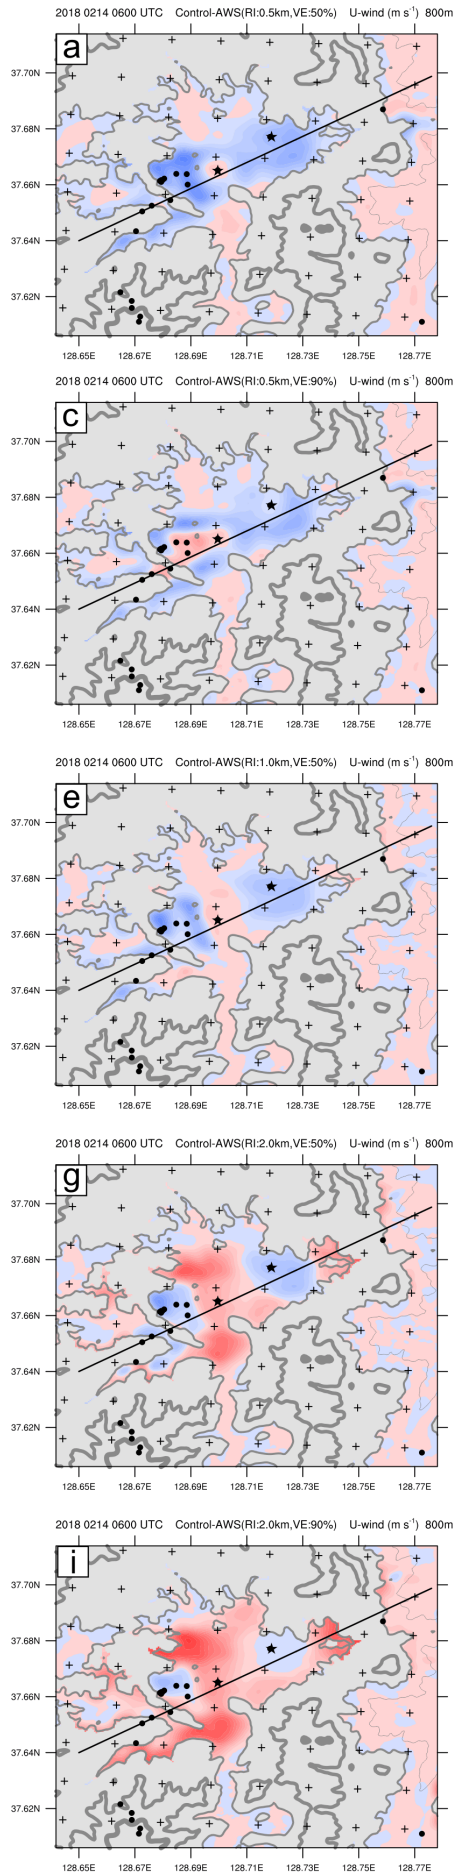 2018 0214 0600 UTC Control-AWS(RI:0.5km,VE:50%) U-wind (m s⁻¹) 800m
a
37.70N
37.68N
37.66N
37.64N
37.62N
128.65E 128.67E 128.69E 128.71E 128.73E 128.75E 128.77E
2018 0214 0600 UTC Control-AWS(RI:0.5km,VE:90%) U-wind (m s⁻¹) 800m
c
37.70N
37.68N
37.66N
37.64N
37.62N
128.65E 128.67E 128.69E 128.71E 128.73E 128.75E 128.77E
2018 0214 0600 UTC Control-AWS(RI:1.0km,VE:50%) U-wind (m s⁻¹) 800m
e
37.70N
37.68N
37.66N
37.64N
37.62N
128.65E 128.67E 128.69E 128.71E 128.73E 128.75E 128.77E
2018 0214 0600 UTC Control-AWS(RI:2.0km,VE:50%) U-wind (m s⁻¹) 800m
g
37.70N
37.68N
37.66N
37.64N
37.62N
128.65E 128.67E 128.69E 128.71E 128.73E 128.75E 128.77E
2018 0214 0600 UTC Control-AWS(RI:2.0km,VE:90%) U-wind (m s⁻¹) 800m
i
37.70N
37.68N
37.66N
37.64N
37.62N
128.65E 128.67E 128.69E 128.71E 128.73E 128.75E 128.77E